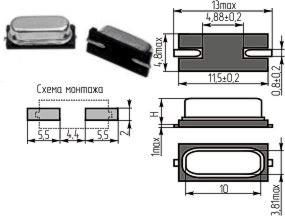 13max
4,88±0,2
4,8max
0,8±0,2
11,5±0,2
Схема монтажа
5,5
4,4
5,5
2
H
1max
10
3,81max